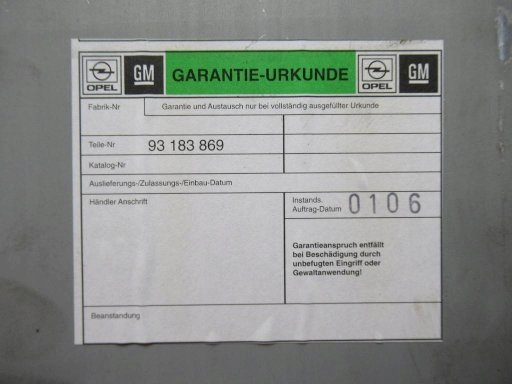 OPEL GM GARANTIE-URKUNDE OPEL GM
Fabrik-Nr Garantie und Austausch nur bei vollständig ausgefüllter Urkunde
Teile-Nr 93 183 869
Katalog-Nr
Auslieferungs-/Zulassungs-/Einbau-Datum
Händler Anschrift
Instands.
Auftrag-Datum 0106
Garantieanspruch entfällt
bei Beschädigung durch
unbefugten Eingriff oder
Gewaltanwendung!
Beanstandung